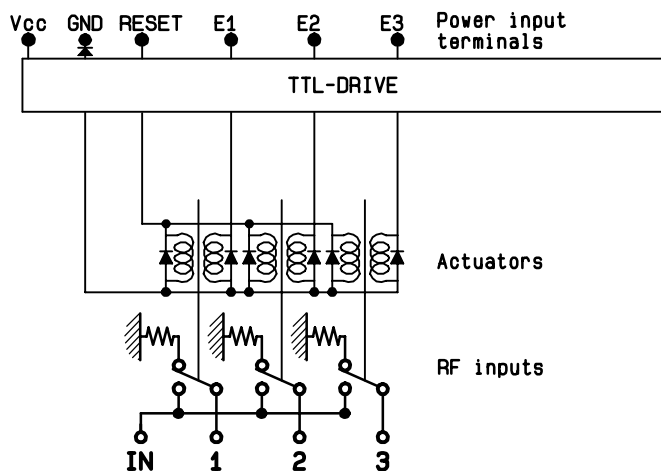 Vcc GND RESET E1 E2 E3 Power input
terminals
TTL-DRIVE
Actuators
RF inputs
IN 1 2 3